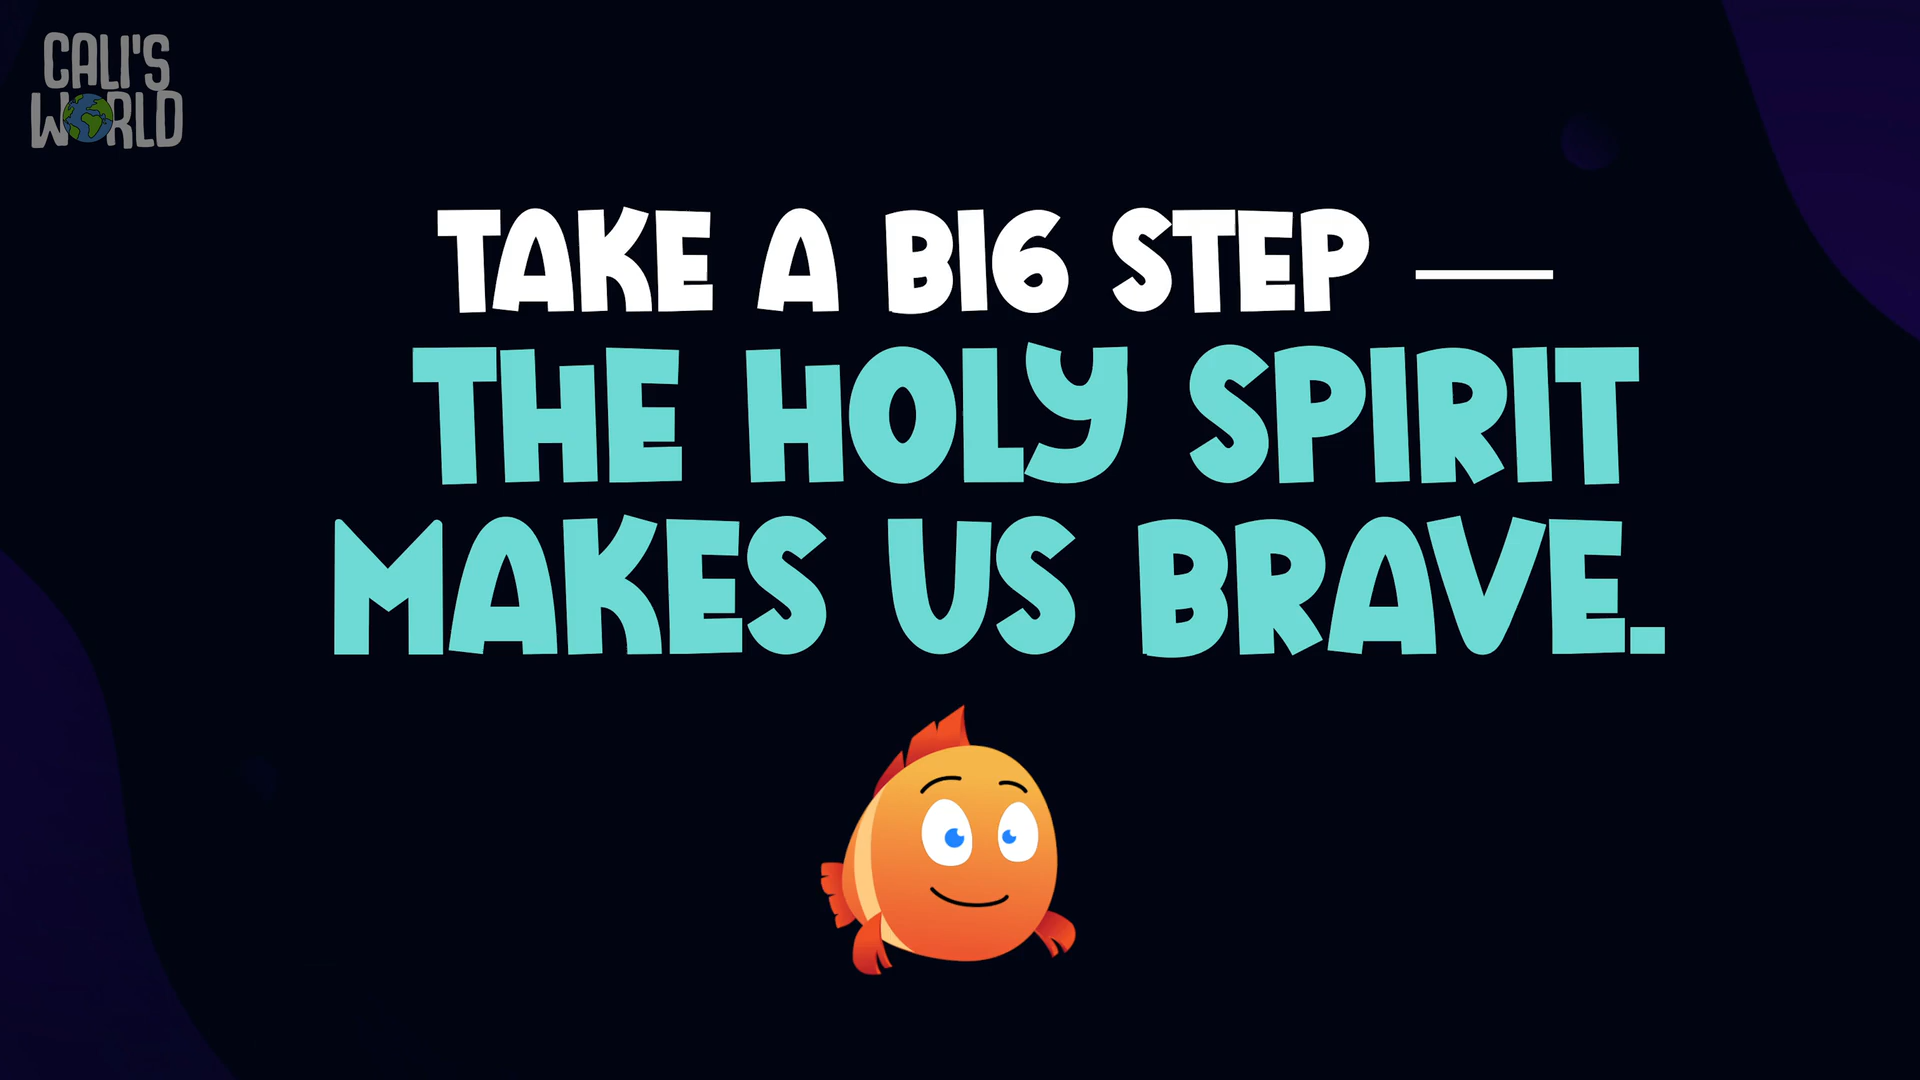 CALI'S
WORLD
TAKE A BIG STEP —
THE HOLY SPIRIT
MAKES US BRAVE.